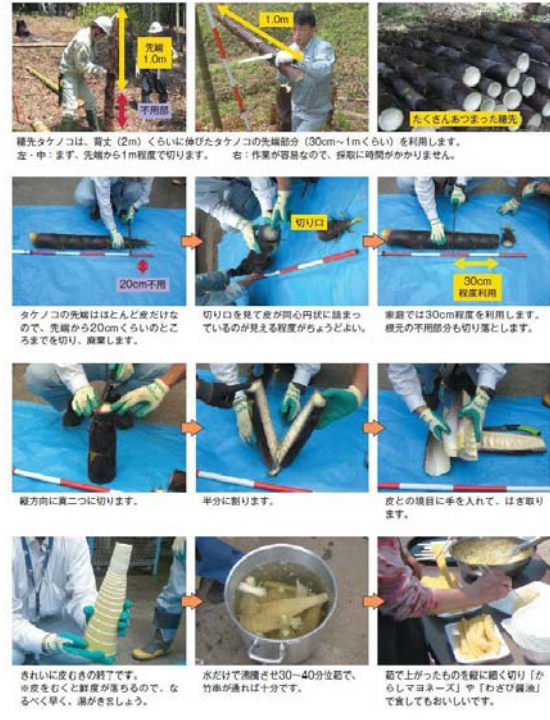 先端
1.0m
不用部
1.0m
たくさんあつまった穂先
穂先タケノコは、背丈（2m）くらいに伸びたタケノコの先端部分（30cm～1mくらい）を利用します。
左・中：まず、先端から1m程度で切ります。　右：作業が容易なので、採取に時間がかかりません。
20cm不用
切り口
30cm
程度利用
タケノコの先端はほとんど皮だけな
ので、先端から20cmくらいのとこ
ろまでを切り、廃棄します。
切り口を見て皮が同心円状に詰まっ
ているのが見える程度がちょうどよい。
家庭では30cm程度を利用します。
根元の不用部分も切り落とします。
縦方向に真二つに切ります。
半分に割ります。
皮との境目に手を入れて、はぎ取り
ます。
きれいに皮むきの終了です。
※皮をむくと鮮度が落ちるので、な
るべく早く、湯がきましょう。
水だけで沸騰させ30～40分位茹で、
竹串が通れば十分です。
茹で上がったものを縦に細く切り「か
らしマヨネーズ」や「わさび醤油」
で食してもおいしいです。